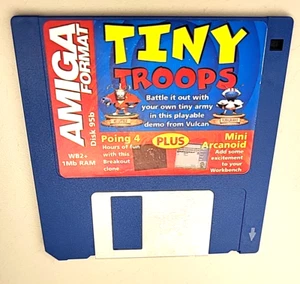 AMIGA
FORMAT
Disk 95b
TINY
TROOPS
Battle it out with
your own tiny army
in this playable
demo from Vulcan
Poing 4
Hours of fun
with this
Breakout
clone
PLUS
Mini
Arcanoid
Add some
excitement
to your
Workbench
WB2+
1Mb RAM